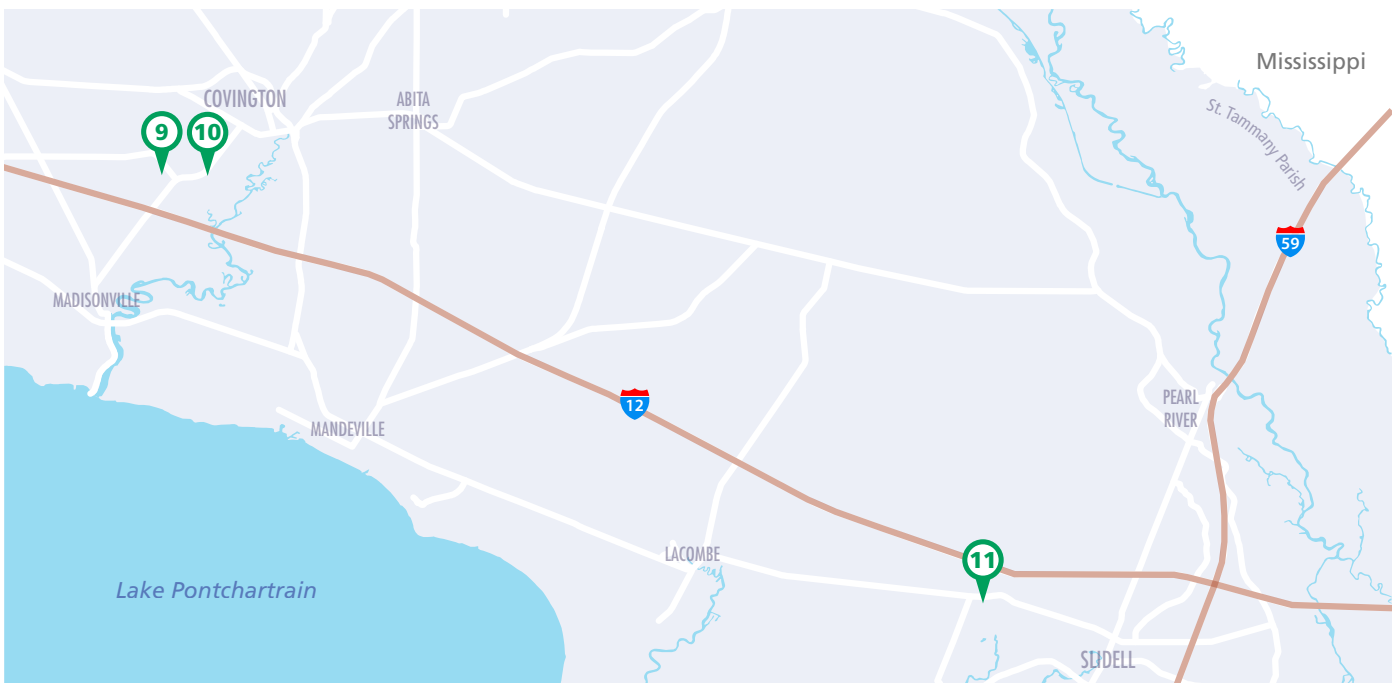 Mississippi
COVINGTON
ABITA
SPRINGS
St. Tammany Parish
9
10
59
MADISONVILLE
PEARL
RIVER
12
MANDEVILLE
LACOMBE
11
Lake Pontchartrain
SLIDELL